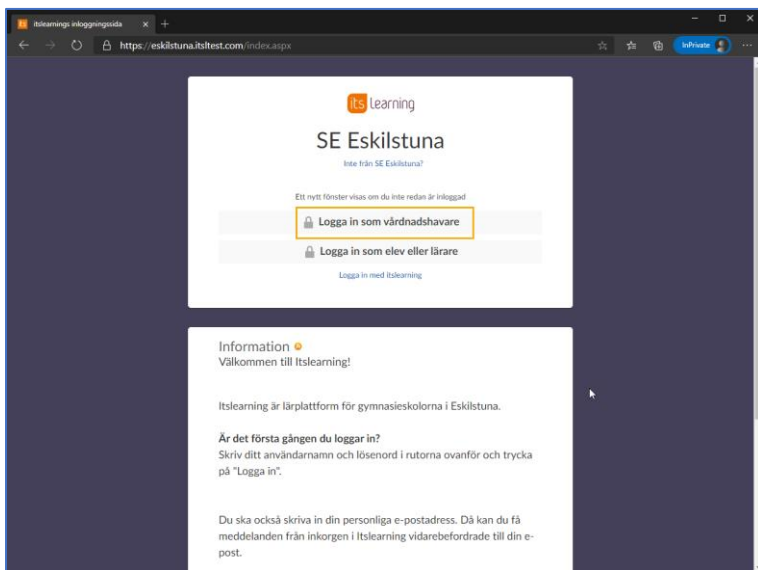 itslearnings inloggningssida
https://eskilstuna.itsltest.com/index.aspx
InPrivate
its Learning
SE Eskilstuna
Inte från SE Eskilstuna?
Ett nytt fönster visas om du inte redan är inloggad
Logga in som vårdnadshavare
Logga in som elev eller lärare
Logga in med itslearning
Information
Välkommen till Itslearning!
Itslearning är lärplattform för gymnasieskolorna i Eskilstuna.
Är det första gången du loggar in?
Skriv ditt användarnamn och lösenord i rutorna ovanför och trycka
på "Logga in".
Du ska också skriva in din personliga e-postadress. Då kan du få
meddelanden från inkorgen i Itslearning vidarebefordrade till din e-
post.